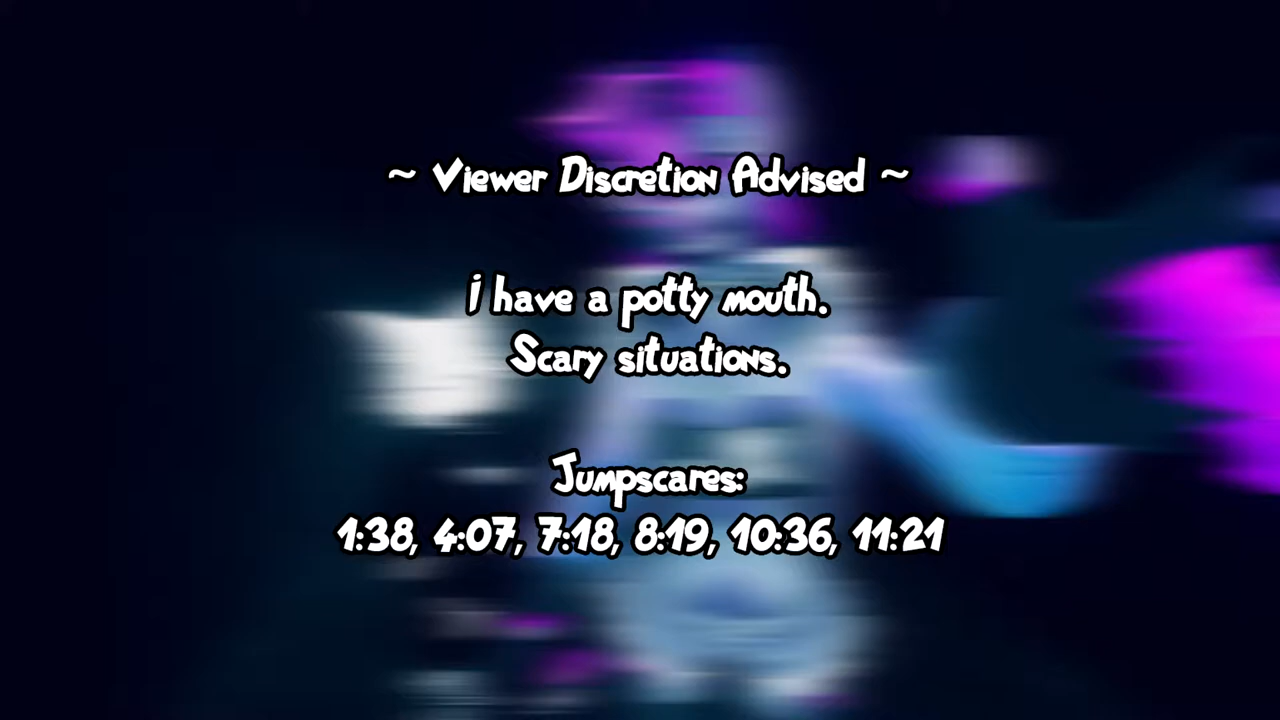 ~ Viewer Discretion Advised ~
I have a potty mouth.
Scary situations.
Jumpscares:
1:38, 4:07, 7:18, 8:19, 10:36, 11:21